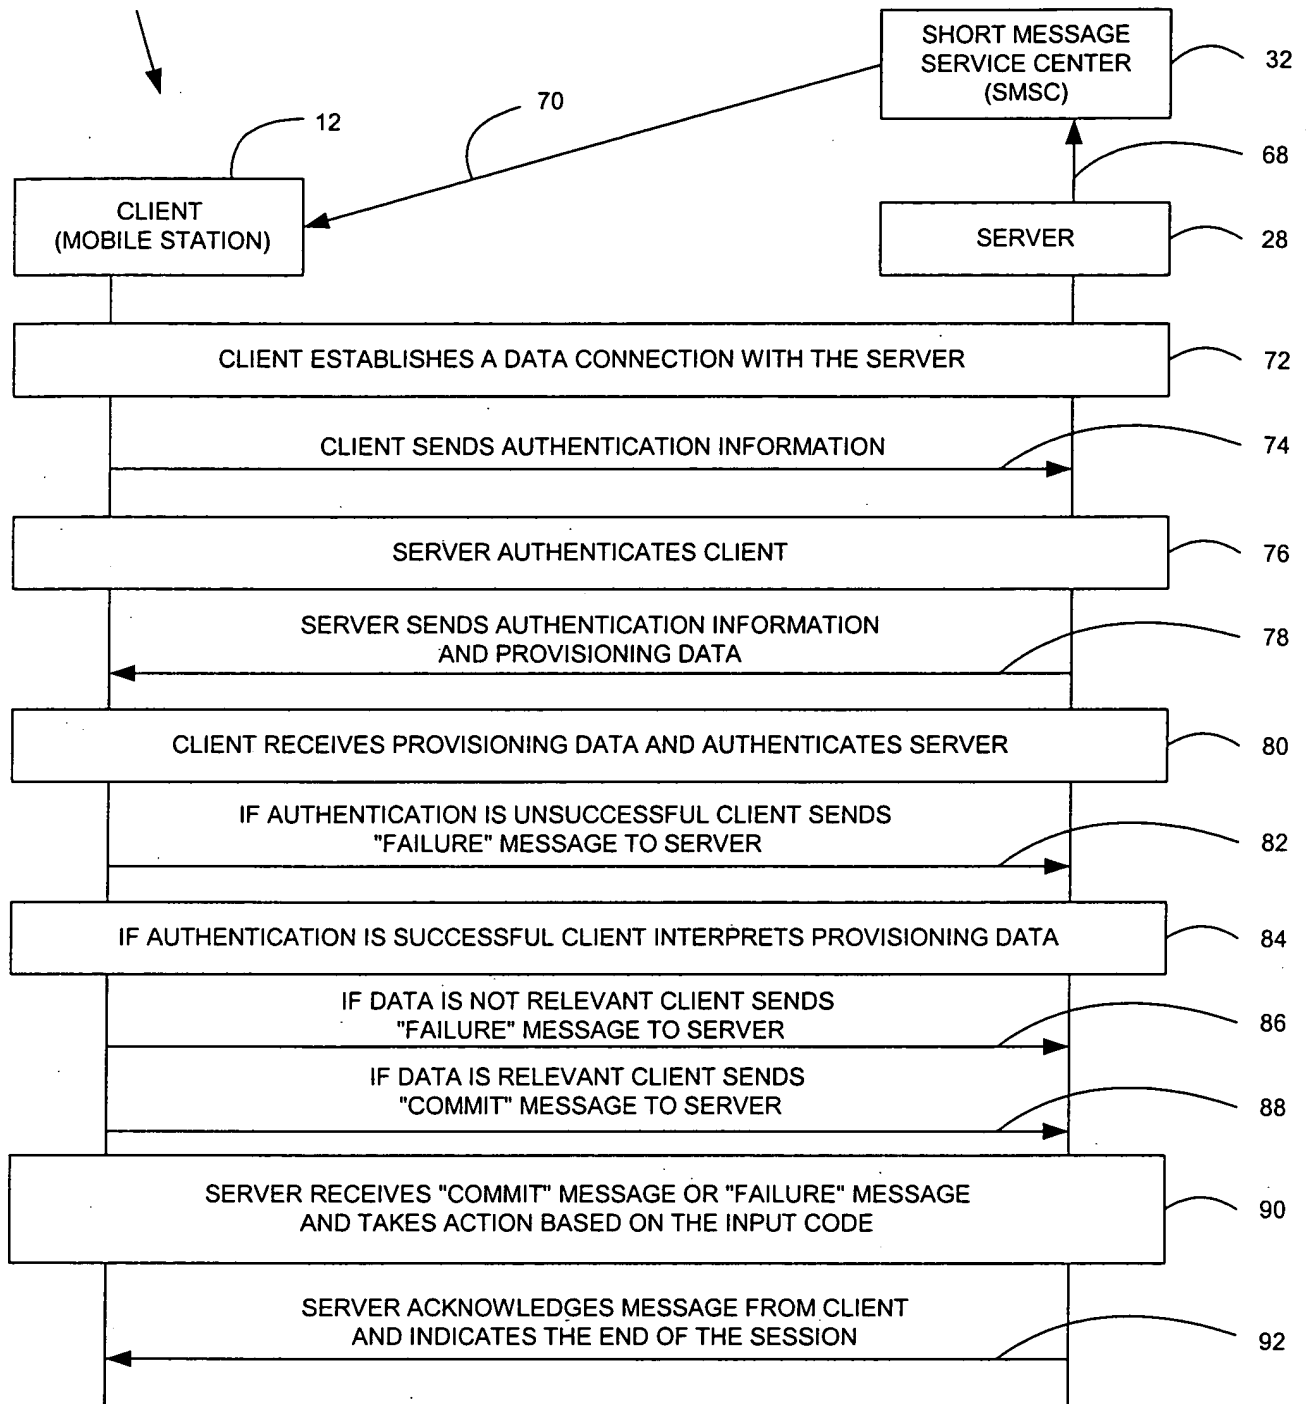 SHORT MESSAGE
SERVICE CENTER
(SMSC)
32
70
12
68
CLIENT
(MOBILE STATION)
SERVER
28
CLIENT ESTABLISHES A DATA CONNECTION WITH THE SERVER
72
CLIENT SENDS AUTHENTICATION INFORMATION
74
SERVER AUTHENTICATES CLIENT
76
SERVER SENDS AUTHENTICATION INFORMATION
AND PROVISIONING DATA
78
CLIENT RECEIVES PROVISIONING DATA AND AUTHENTICATES SERVER
80
IF AUTHENTICATION IS UNSUCCESSFUL CLIENT SENDS
"FAILURE" MESSAGE TO SERVER
82
IF AUTHENTICATION IS SUCCESSFUL CLIENT INTERPRETS PROVISIONING DATA
84
IF DATA IS NOT RELEVANT CLIENT SENDS
"FAILURE" MESSAGE TO SERVER
86
IF DATA IS RELEVANT CLIENT SENDS
"COMMIT" MESSAGE TO SERVER
88
SERVER RECEIVES "COMMIT" MESSAGE OR "FAILURE" MESSAGE
AND TAKES ACTION BASED ON THE INPUT CODE
90
SERVER ACKNOWLEDGES MESSAGE FROM CLIENT
AND INDICATES THE END OF THE SESSION
92